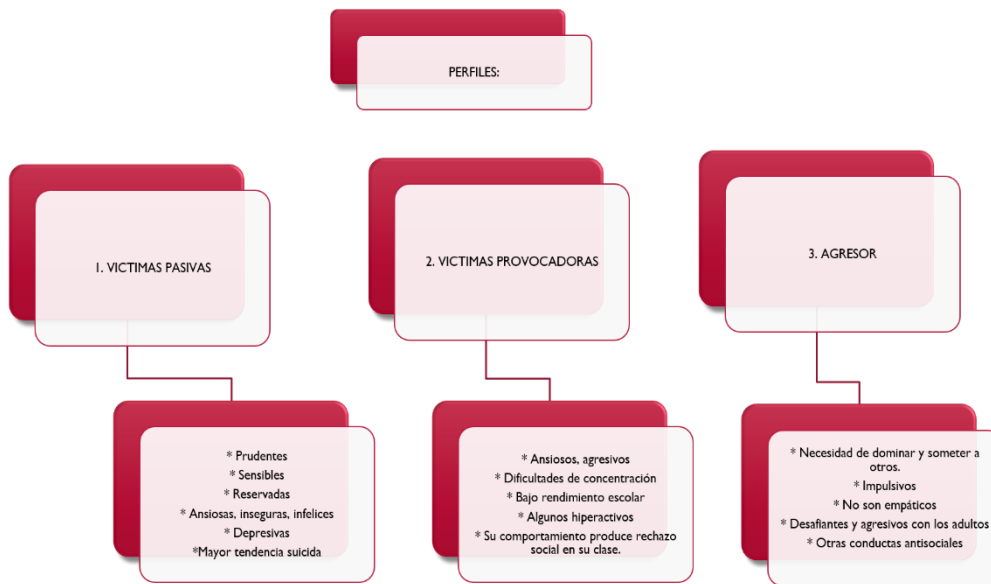 PERFILES:
1. VICTIMAS PASIVAS
2. VICTIMAS PROVOCADORAS
3. AGRESOR
* Prudentes
* Sensibles
* Reservadas
* Ansiosas, inseguras, infelices
* Depresivas
*Mayor tendencia suicida
* Ansiosos, agresivos
* Dificultades de concentración
* Bajo rendimiento escolar
* Algunos hiperactivos
* Su comportamiento produce rechazo
social en su clase.
* Necesidad de dominar y someter a
otros.
* Impulsivos
* No son empáticos
* Desafiantes y agresivos con los adultos
* Otras conductas antisociales